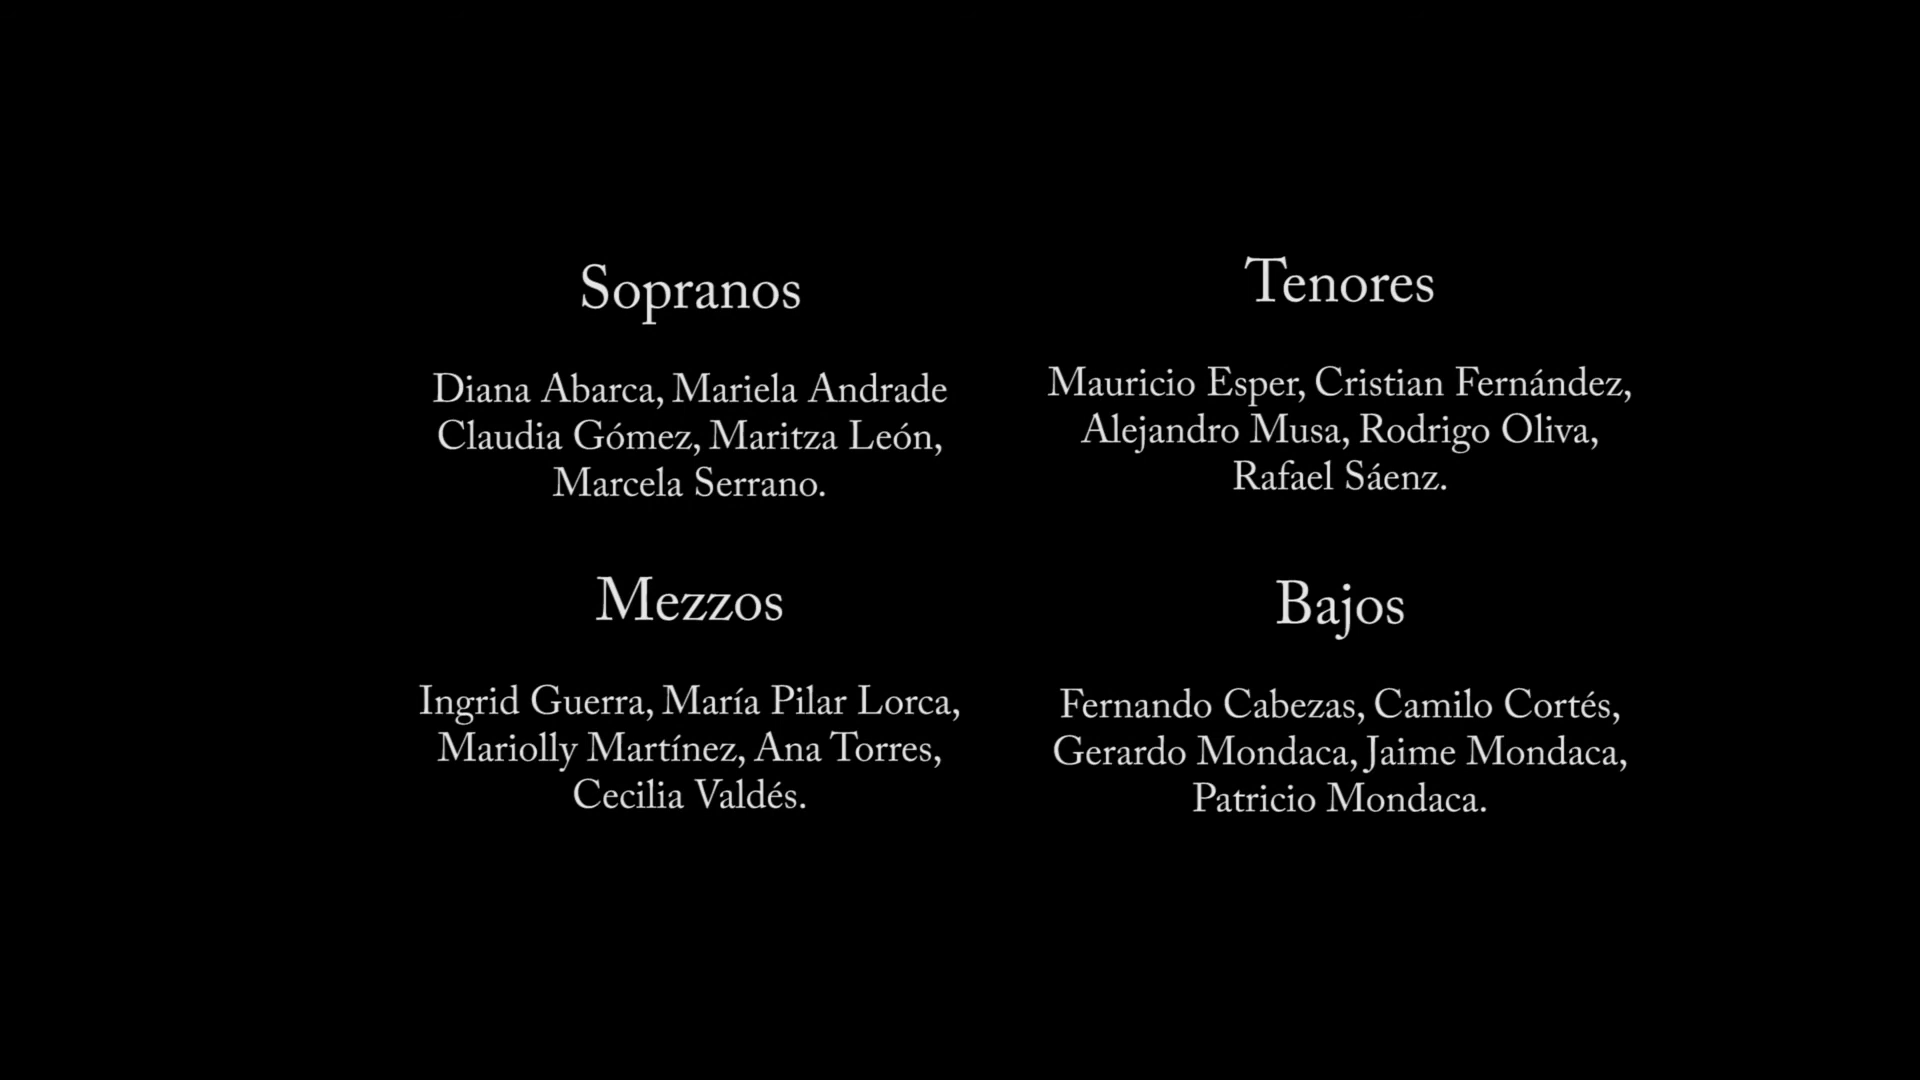 Sopranos
Diana Abarca, Mariela Andrade
Claudia Gómez, Maritza León,
Marcela Serrano.
Mezzos
Ingrid Guerra, María Pilar Lorca,
Mariolly Martínez, Ana Torres,
Cecilia Valdés.
Tenores
Mauricio Esper, Cristian Fernández,
Alejandro Musa, Rodrigo Oliva,
Rafael Sáenz.
Bajos
Fernando Cabezas, Camilo Cortés,
Gerardo Mondaca, Jaime Mondaca,
Patricio Mondaca.